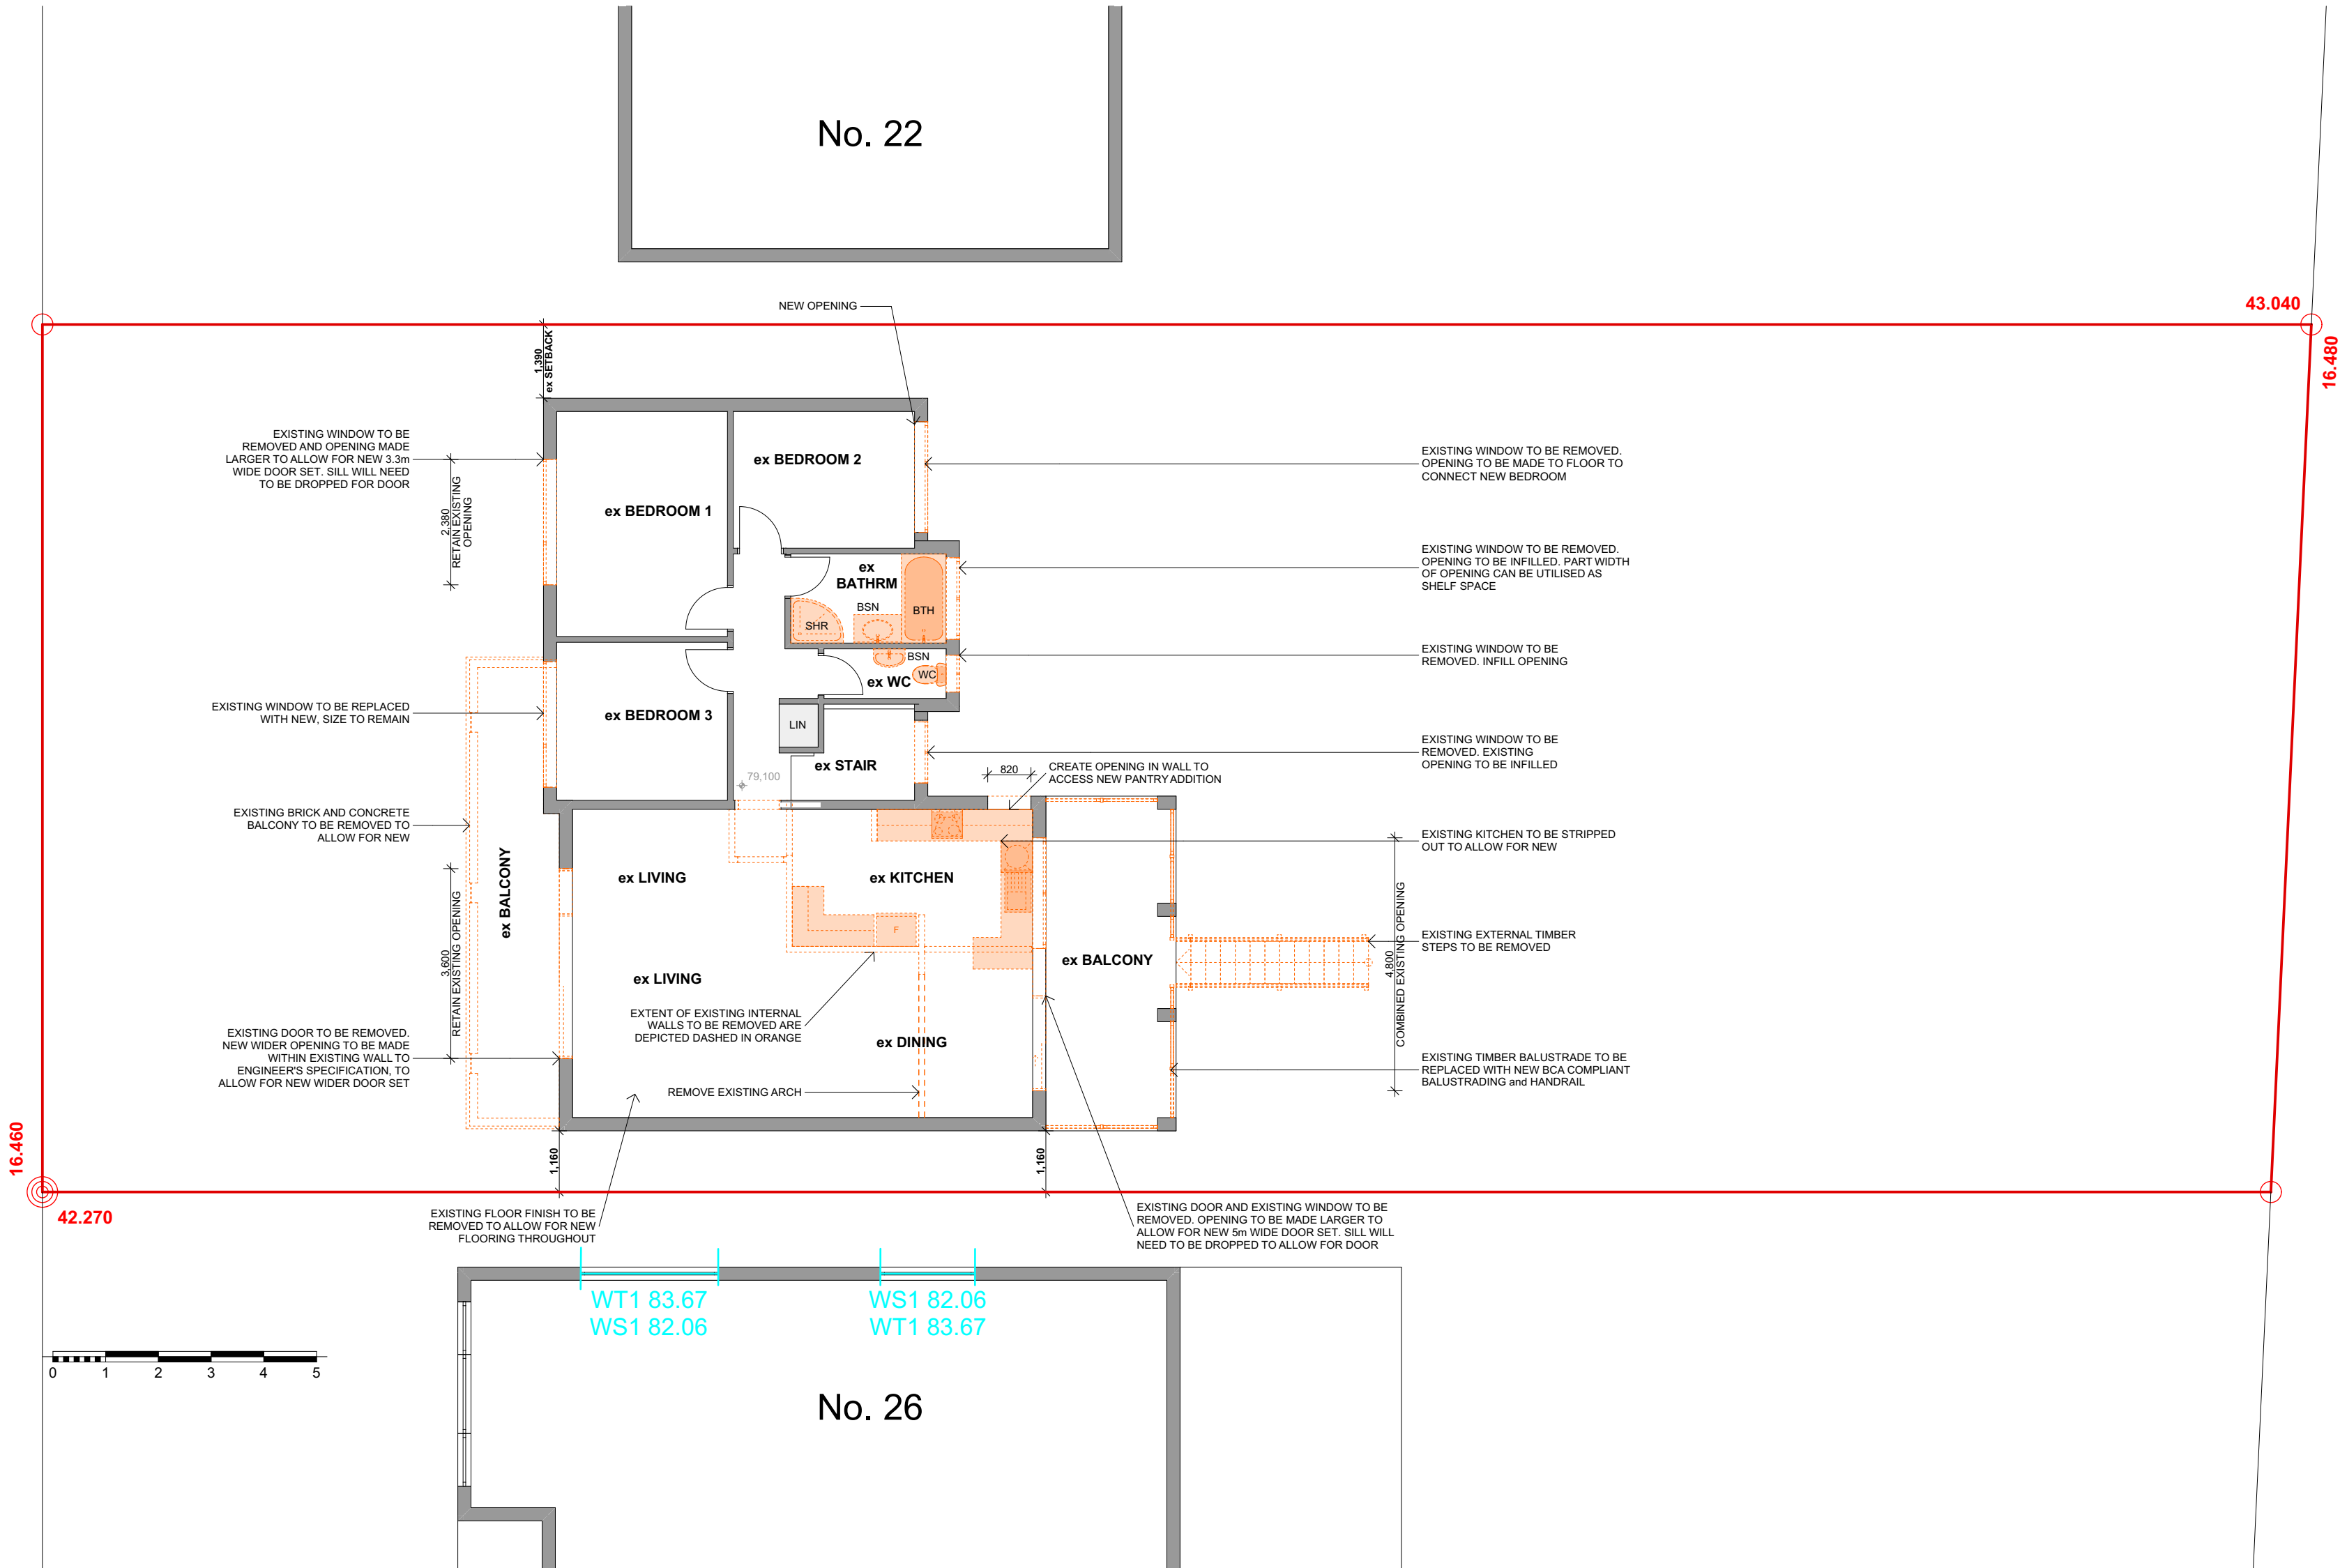 No. 22
NEW OPENING
43.040
16.480
1,390
ex SETBACK
EXISTING WINDOW TO BE
REMOVED AND OPENING MADE
LARGER TO ALLOW FOR NEW 3.3m
WIDE DOOR SET. SILL WILL NEED
TO BE DROPPED FOR DOOR
2,380
RETAIN EXISTING
OPENING
ex BEDROOM 1
ex BEDROOM 2
EXISTING WINDOW TO BE REMOVED.
OPENING TO BE MADE TO FLOOR TO
CONNECT NEW BEDROOM
ex
BATHRM
BSN
BTH
SHR
EXISTING WINDOW TO BE REMOVED.
OPENING TO BE INFILLED. PART WIDTH
OF OPENING CAN BE UTILISED AS
SHELF SPACE
BSN
WC
ex WC
EXISTING WINDOW TO BE
REMOVED. INFILL OPENING
EXISTING WINDOW TO BE REPLACED
WITH NEW, SIZE TO REMAIN
ex BEDROOM 3
LIN
ex STAIR
79,100
EXISTING WINDOW TO BE
REMOVED. EXISTING
OPENING TO BE INFILLED
820
CREATE OPENING IN WALL TO
ACCESS NEW PANTRY ADDITION
EXISTING BRICK AND CONCRETE
BALCONY TO BE REMOVED TO
ALLOW FOR NEW
EXISTING KITCHEN TO BE STRIPPED
OUT TO ALLOW FOR NEW
ex BALCONY
ex LIVING
ex KITCHEN
F
3,600
RETAIN EXISTING OPENING
4,800
COMBINED EXISTING OPENING
EXISTING EXTERNAL TIMBER
STEPS TO BE REMOVED
ex BALCONY
ex LIVING
EXTENT OF EXISTING INTERNAL
WALLS TO BE REMOVED ARE
DEPICTED DASHED IN ORANGE
ex DINING
EXISTING DOOR TO BE REMOVED.
NEW WIDER OPENING TO BE MADE
WITHIN EXISTING WALL TO
ENGINEER'S SPECIFICATION, TO
ALLOW FOR NEW WIDER DOOR SET
REMOVE EXISTING ARCH
EXISTING TIMBER BALUSTRADE TO BE
REPLACED WITH NEW BCA COMPLIANT
BALUSTRADING and HANDRAIL
16.460
1,160
1,160
42.270
EXISTING FLOOR FINISH TO BE
REMOVED TO ALLOW FOR NEW
FLOORING THROUGHOUT
EXISTING DOOR AND EXISTING WINDOW TO BE
REMOVED. OPENING TO BE MADE LARGER TO
ALLOW FOR NEW 5m WIDE DOOR SET. SILL WILL
NEED TO BE DROPPED TO ALLOW FOR DOOR
WT1 83.67
WS1 82.06
WS1 82.06
WT1 83.67
0 1 2 3 4 5
No. 26